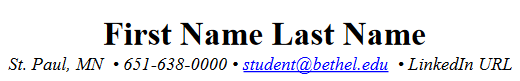 First Name Last Name
St. Paul, MN • 651-638-0000 • student@bethel.edu • LinkedIn URL